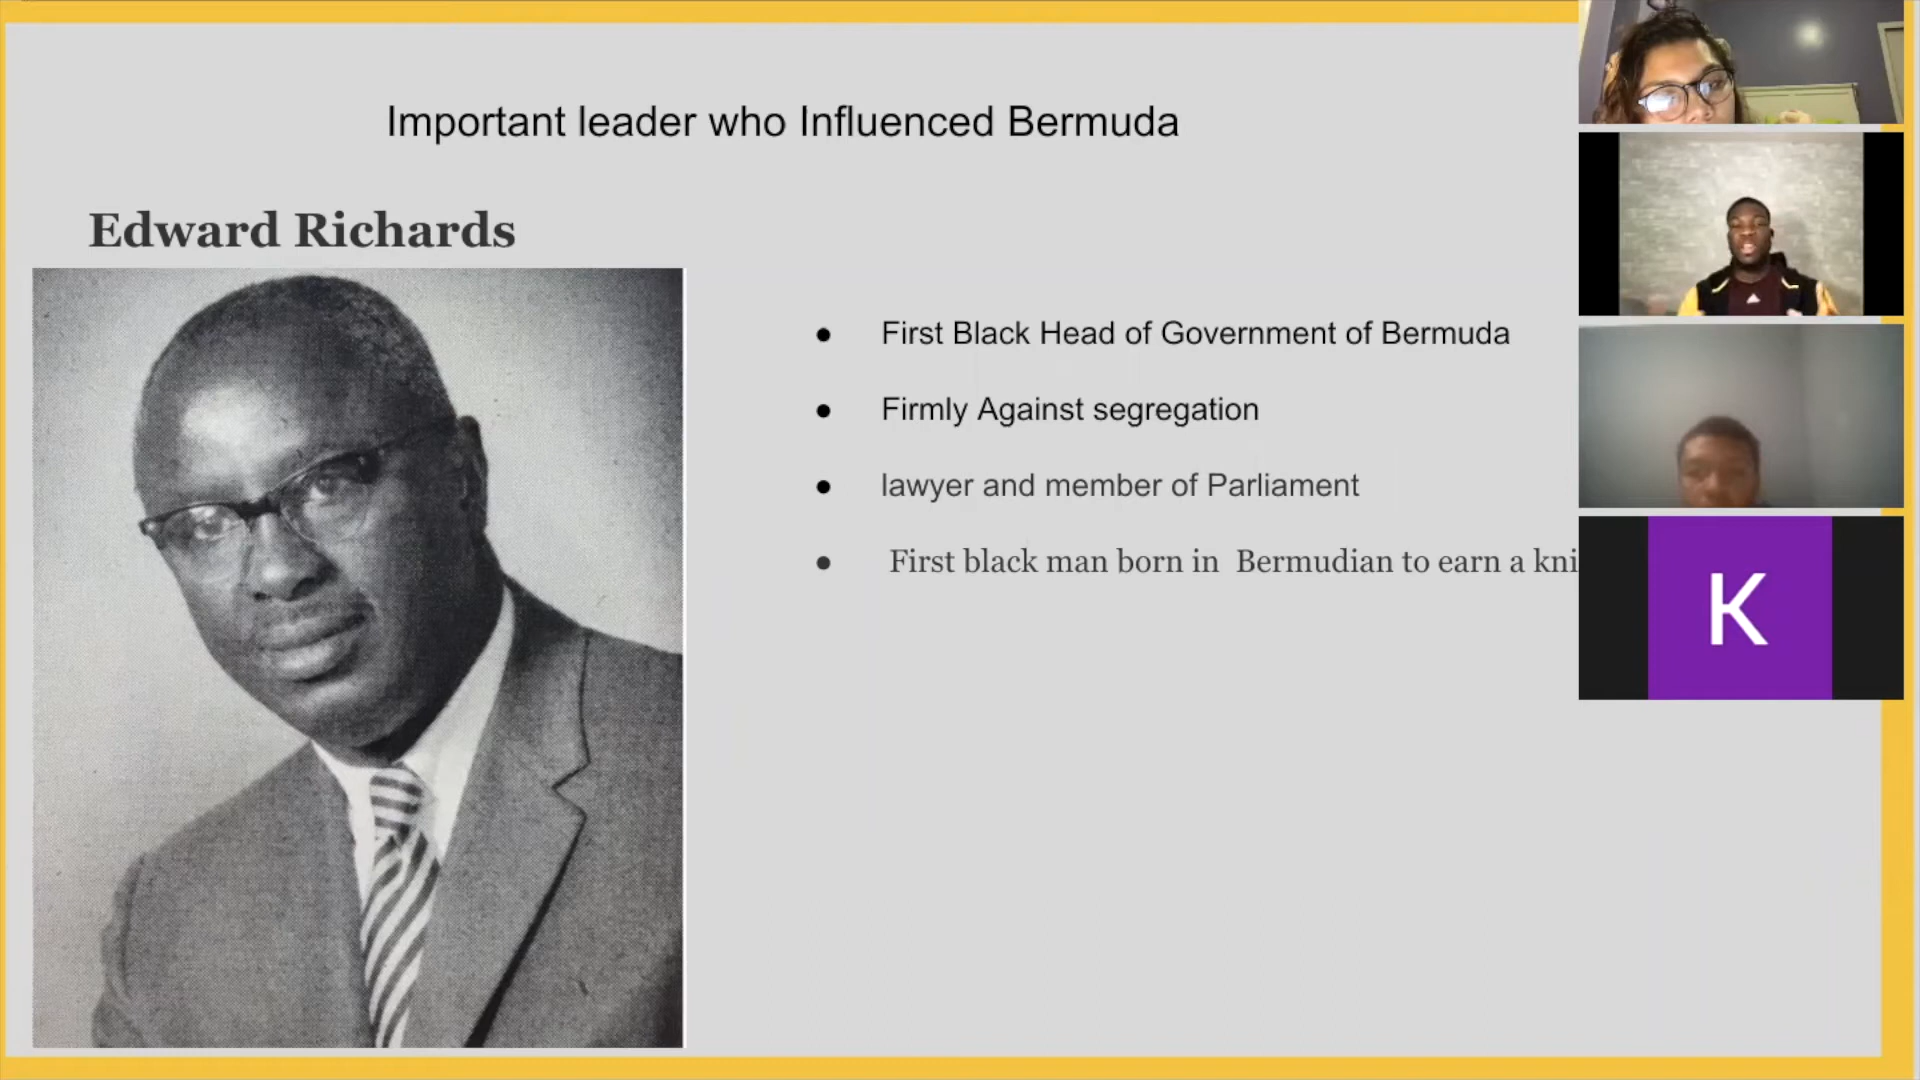 Important leader who Influenced Bermuda
Edward Richards
● First Black Head of Government of Bermuda
● Firmly Against segregation
● lawyer and member of Parliament
● First black man born in Bermudian to earn a kni
K